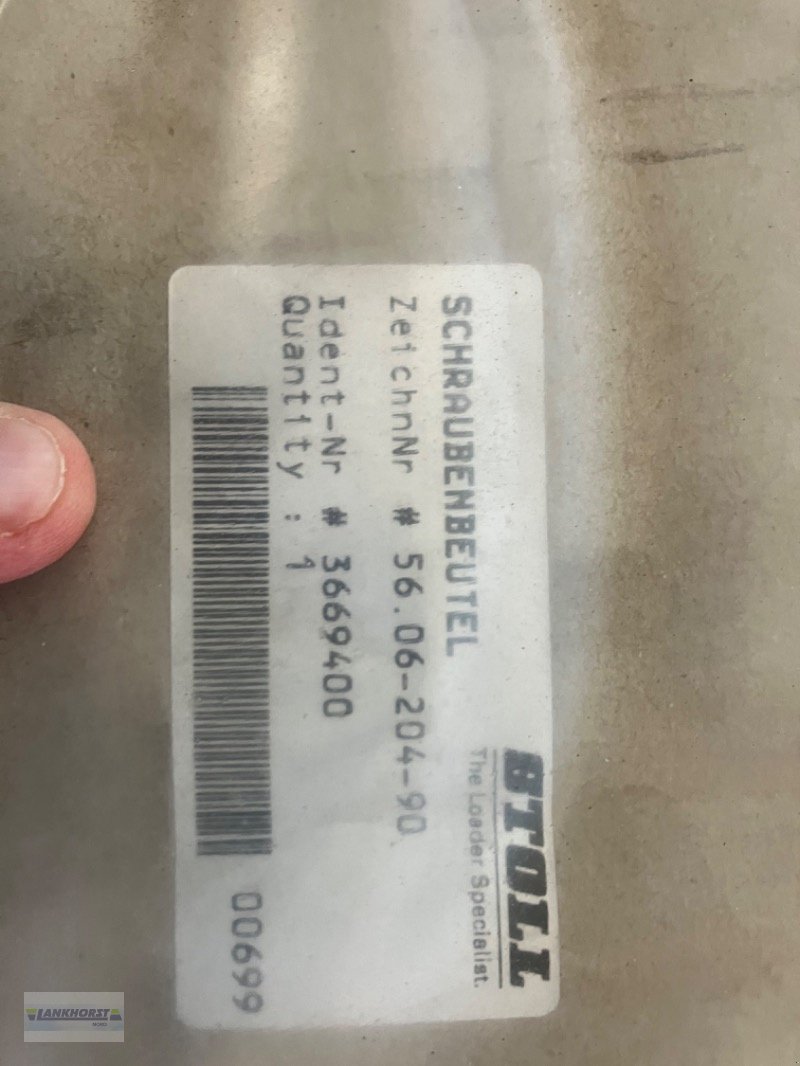 STOLL
The Loader Specialist.
SCHRAUBENBEUTEL
ZeichnNr # 56.06-204-90
Ident-Nr # 3669400
Quantity : 1
00699
LANKHORST